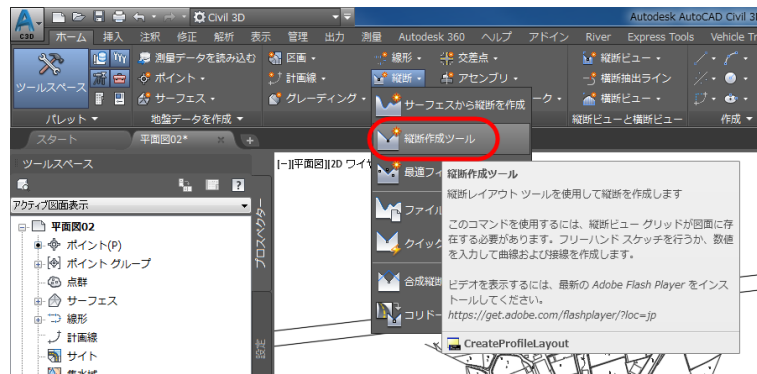 Civil 3D
Autodesk AutoCAD Civil 3D
C3D
ホーム 挿入 注釈 修正 解析 表示 管理 出力 測量 Autodesk 360 ヘルプ アドイン River Express Tools Vehicle Tr
ツールスペース
パレット
測量データを読み込む
ポイント
サーフェス
地盤データを作成
区画
計画線
グレーディング
線形
縦断
交差点
アセンブリ
ーク
縦断ビュー
縦断抽出ライン
横断ビュー
縦断ビューと横断ビュー
作成
サーフェスから縦断を作成
縦断作成ツール
最適フィ
ファイル
クイック
合成縦断
コリドー
スタート
平面図02*
ツールスペース
[-][平面図][2D ワイヤ
アクティブ図面表示
平面図02
ポイント(P)
ポイント グループ
点群
サーフェス
線形
計画線
サイト
集水域
プロスペクター
設定
縦断作成ツール
縦断レイアウト ツールを使用して縦断を作成します
このコマンドを使用するには、縦断ビュー グリッドが図面に存
在する必要があります。フリーハンド スケッチを行うか、数値
を入力して曲線および接線を作成します。
ビデオを表示するには、最新の Adobe Flash Player をインス
トールしてください。
https://get.adobe.com/flashplayer/?loc=jp
CreateProfileLayout